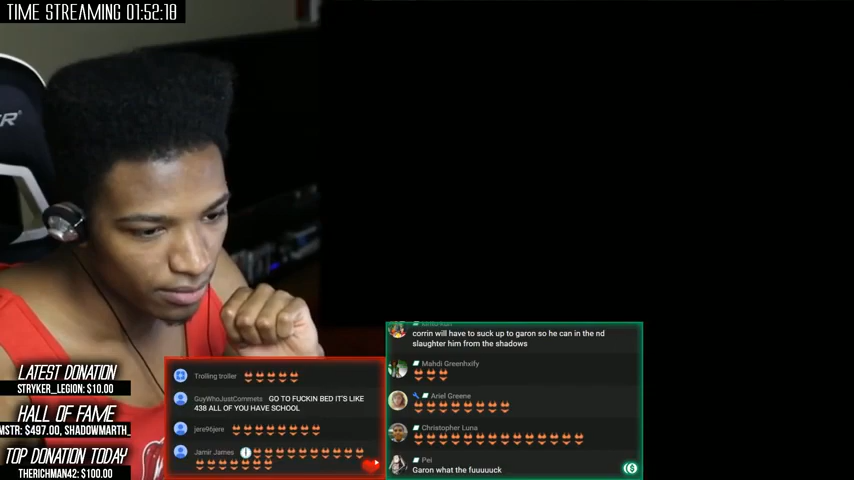 TIME STREAMING 01:52:18
R
LATEST DONATION
STRYKER_LEGION: $10.00
HALL OF FAME
MSTR: $497.00, SHADOWMARTH_
TOP DONATION TODAY
THERICHMAN42: $100.00
Trolling troller
GuyWhoJustCommets GO TO FUCKIN BED IT'S LIKE
438 ALL OF YOU HAVE SCHOOL
jere96jere
Jamir James
corrin will have to suck up to garon so he can in the nd
slaughter him from the shadows
Mahdi Greenhxify
Ariel Greene
Christopher Luna
Pei
Garon what the fuuuuuck